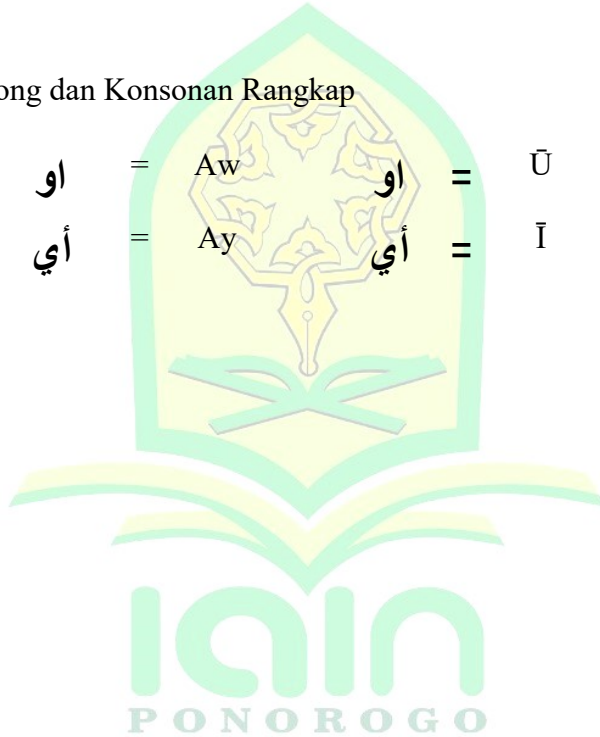 ong dan Konsonan Rangkap
او = Aw او = Ū
أي = Ay أي = Ī
IAIN
PONOROGO